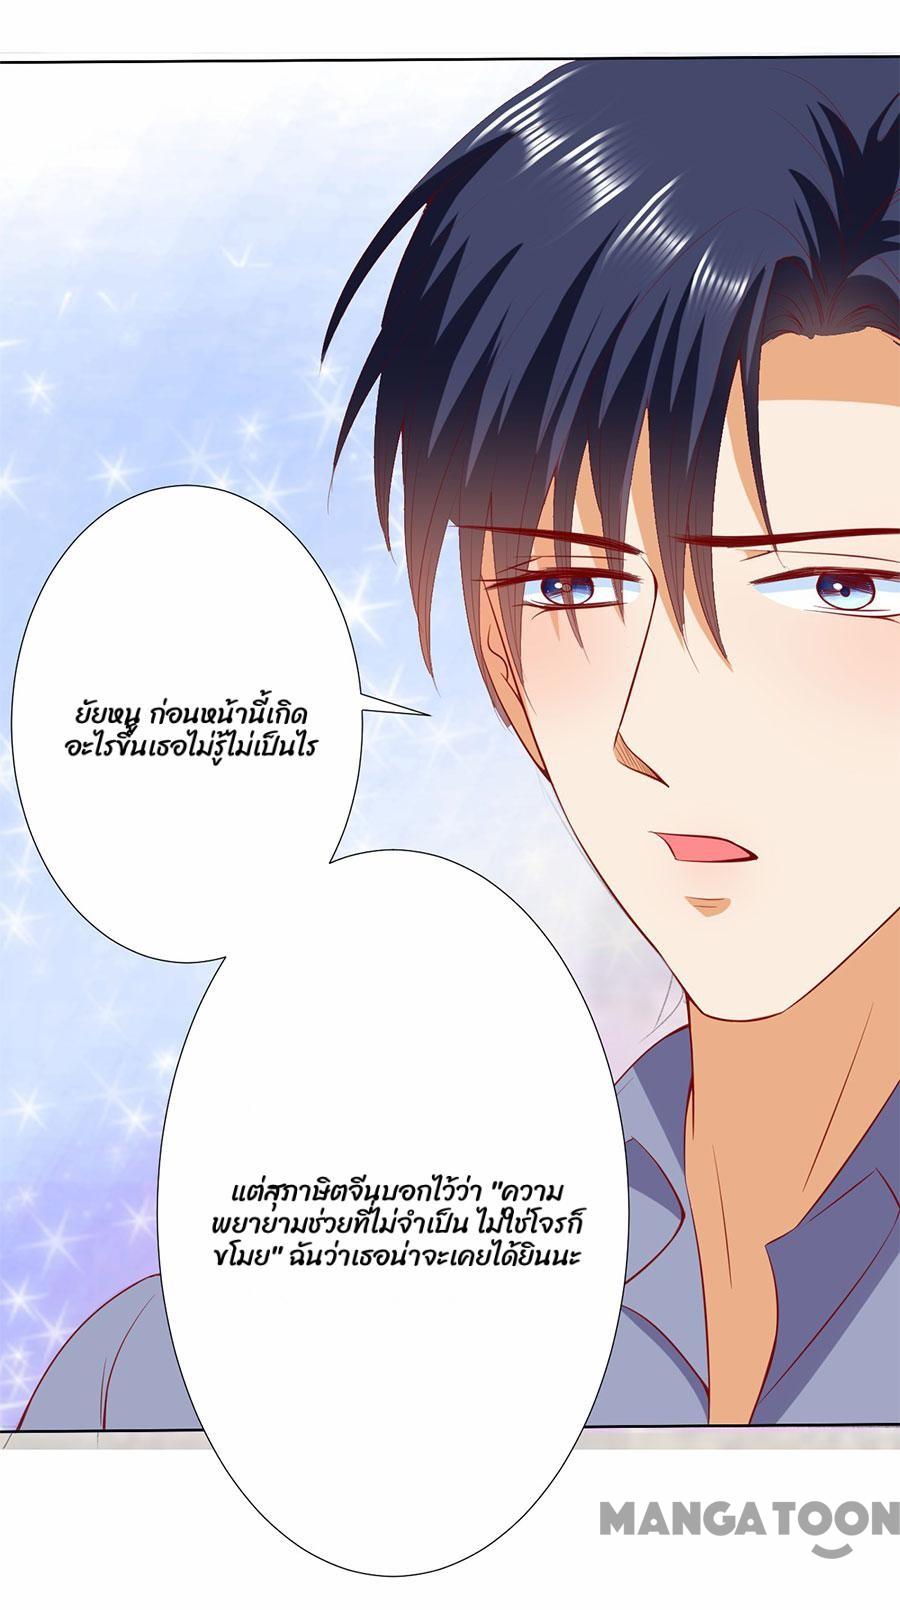 ยัยหนู ก่อนหน้านี้เกิด
อะไรขึ้นเธอไม่รู้ไม่เป็นไร
แต่สุภาษิตจีนบอกไว้ว่า "ความ
พยายามช่วยที่ไม่จำเป็น ไม่ใช่โจรก็
ขโมย" ฉันว่าเธอน่าจะเคยได้ยินนะ
MANGATOON